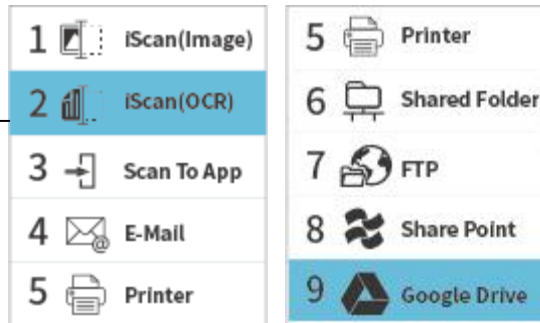 1 iScan(Image)
2 iScan(OCR)
3 Scan To App
4 E-Mail
5 Printer
5 Printer
6 Shared Folder
7 FTP
8 Share Point
9 Google Drive